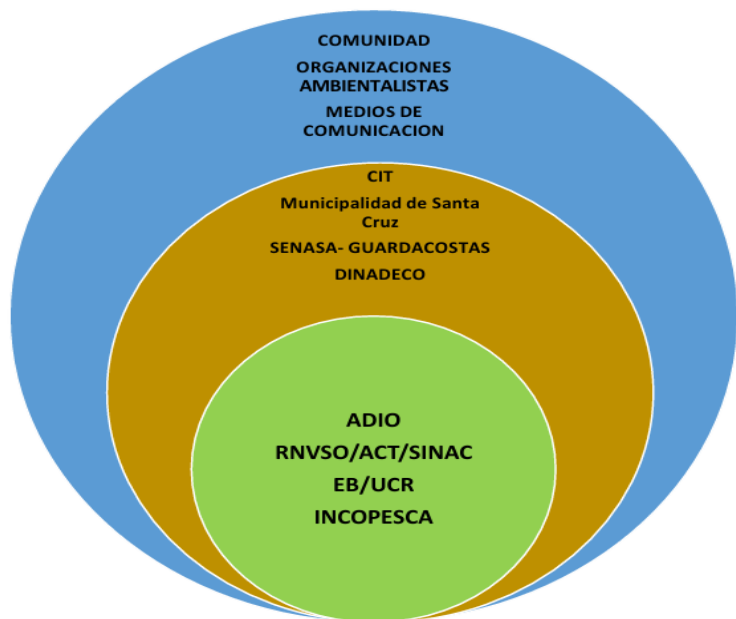 COMUNIDAD
ORGANIZACIONES
AMBIENTALISTAS
MEDIOS DE
COMUNICACION
CIT
Municipalidad de Santa
Cruz
SENASA- GUARDACOSTAS
DINADECO
ADIO
RNVSO/ACT/SINAC
EB/UCR
INCOPESCA